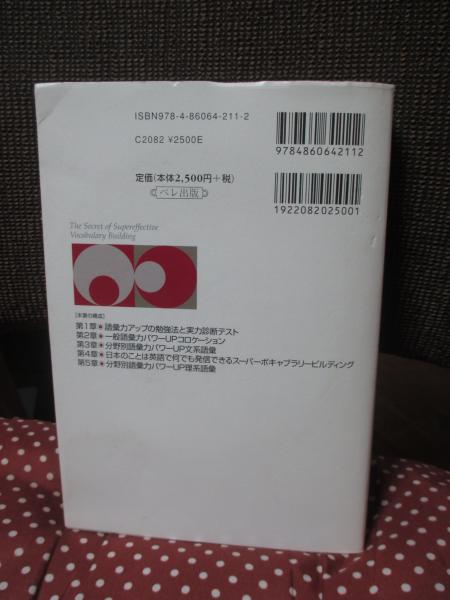 ISBN978-4-86064-211-2
C2082 ¥2500E
定価(本体2,500円+税)
ベレ出版
9784860642112
1922082025001
The Secret of Supereffective
Vocabulary Building
[本書の構成]
第1章 語彙力アップの勉強法と実力診断テスト
第2章 一般語彙力パワーUPコロケーション
第3章 分野別語彙力パワーUP文系語彙
第4章 日本のことは英語で何でも発信できるスーパーボキャブラリービルディング
第5章 分野別語彙力パワーUP理系語彙